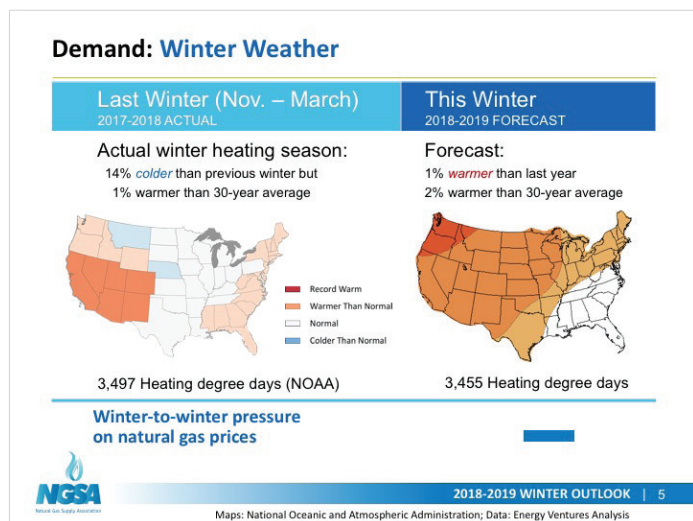 Demand: Winter Weather
Last Winter (Nov. – March)
2017-2018 ACTUAL
This Winter
2018-2019 FORECAST
Actual winter heating season:
14% colder than previous winter but
1% warmer than 30-year average
Forecast:
1% warmer than last year
2% warmer than 30-year average
Record Warm
Warmer Than Normal
Normal
Colder Than Normal
3,497 Heating degree days (NOAA)
3,455 Heating degree days
Winter-to-winter pressure
on natural gas prices
NGSA
Natural Gas Supply Association
2018-2019 WINTER OUTLOOK | 5
Maps: National Oceanic and Atmospheric Administration; Data: Energy Ventures Analysis